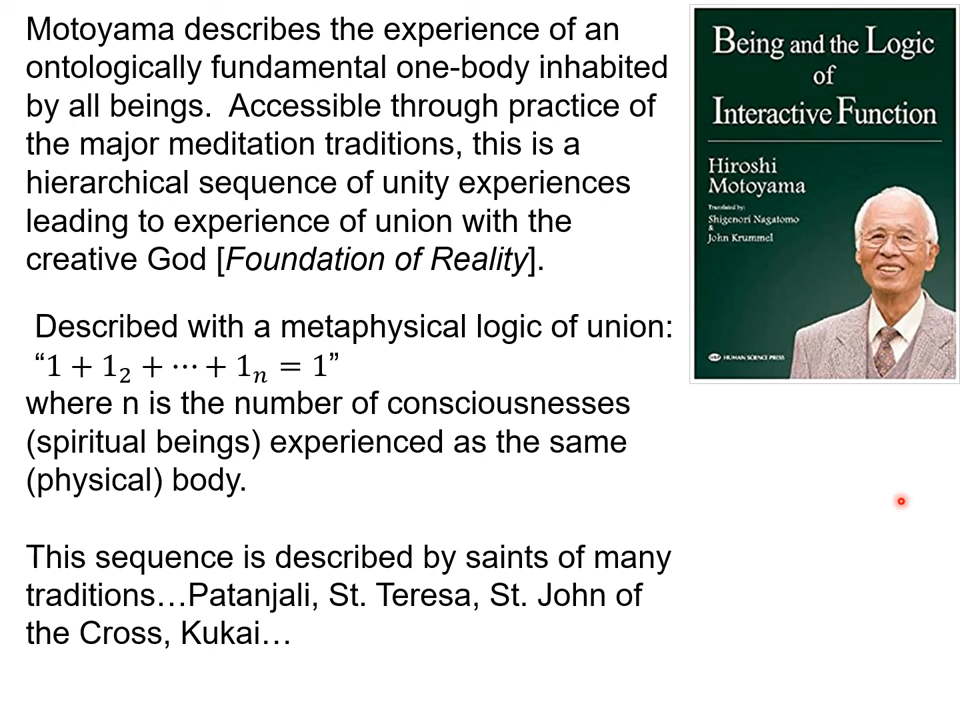 Motoyama describes the experience of an
ontologically fundamental one-body inhabited
by all beings.  Accessible through practice of
the major meditation traditions, this is a
hierarchical sequence of unity experiences
leading to experience of union with the
creative God [Foundation of Reality].
Described with a metaphysical logic of union:
“1 + 1₂ + ⋯ + 1ₙ = 1”
where n is the number of consciousnesses
(spiritual beings) experienced as the same
(physical) body.
This sequence is described by saints of many
traditions…Patanjali, St. Teresa, St. John of
the Cross, Kukai…
Being and the Logic
of
Interactive Function
Hiroshi
Motoyama
Translated by:
Shigenori Nagatomo
&
John Krummel
HUMAN SCIENCE PRESS